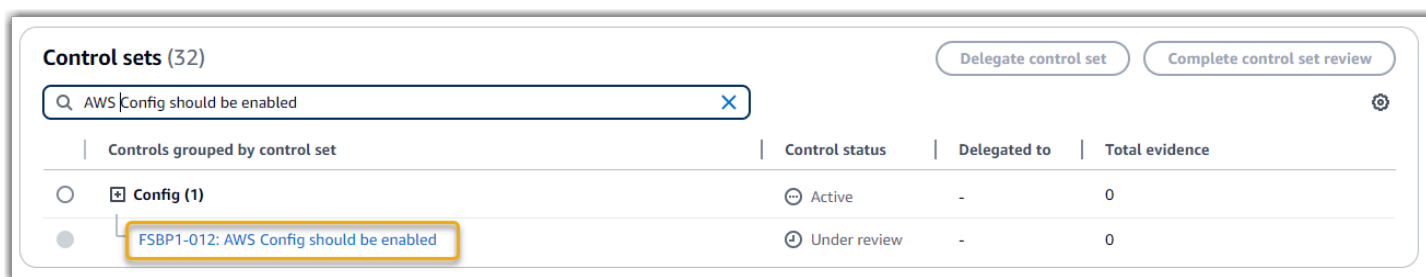 Control sets (32)
Delegate control set
Complete control set review
AWS Config should be enabled
Controls grouped by control set
Control status
Delegated to
Total evidence
Config (1)
Active
-
0
FSBP1-012: AWS Config should be enabled
Under review
-
0